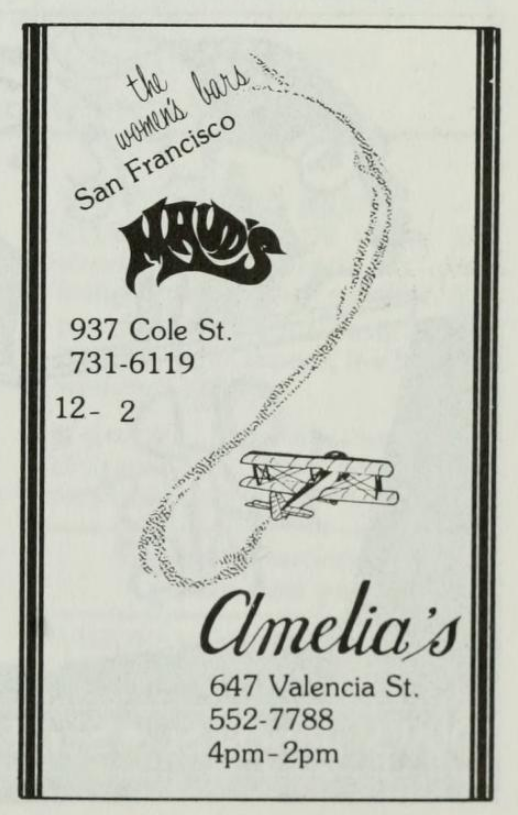 the
women's bars
San Francisco
MAUD'S
937 Cole St.
731-6119
12- 2
Amelia's
647 Valencia St.
552-7788
4pm-2pm